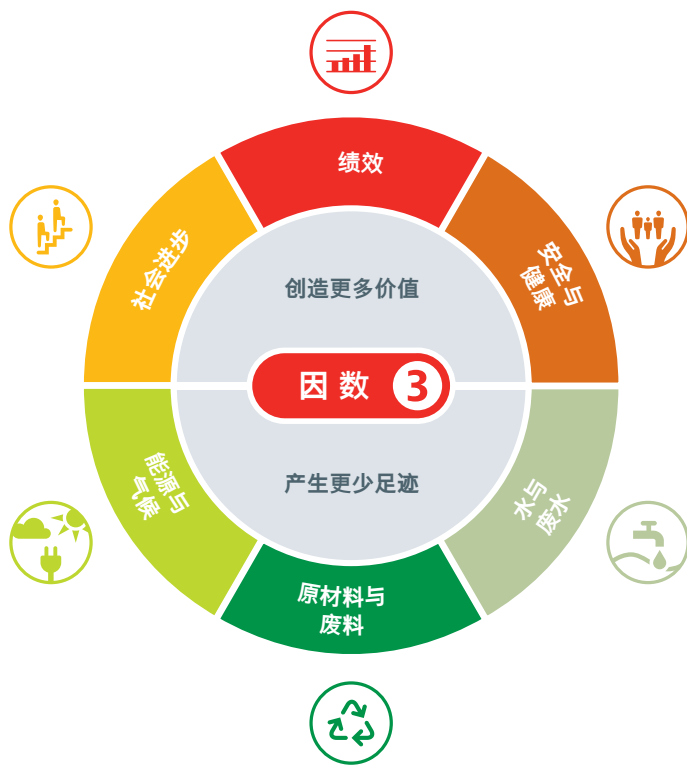 绩效
社会进步
安全与
健康
创造更多价值
因数 3
产生更少足迹
能源与
气候
水与
废水
原材料与
废料